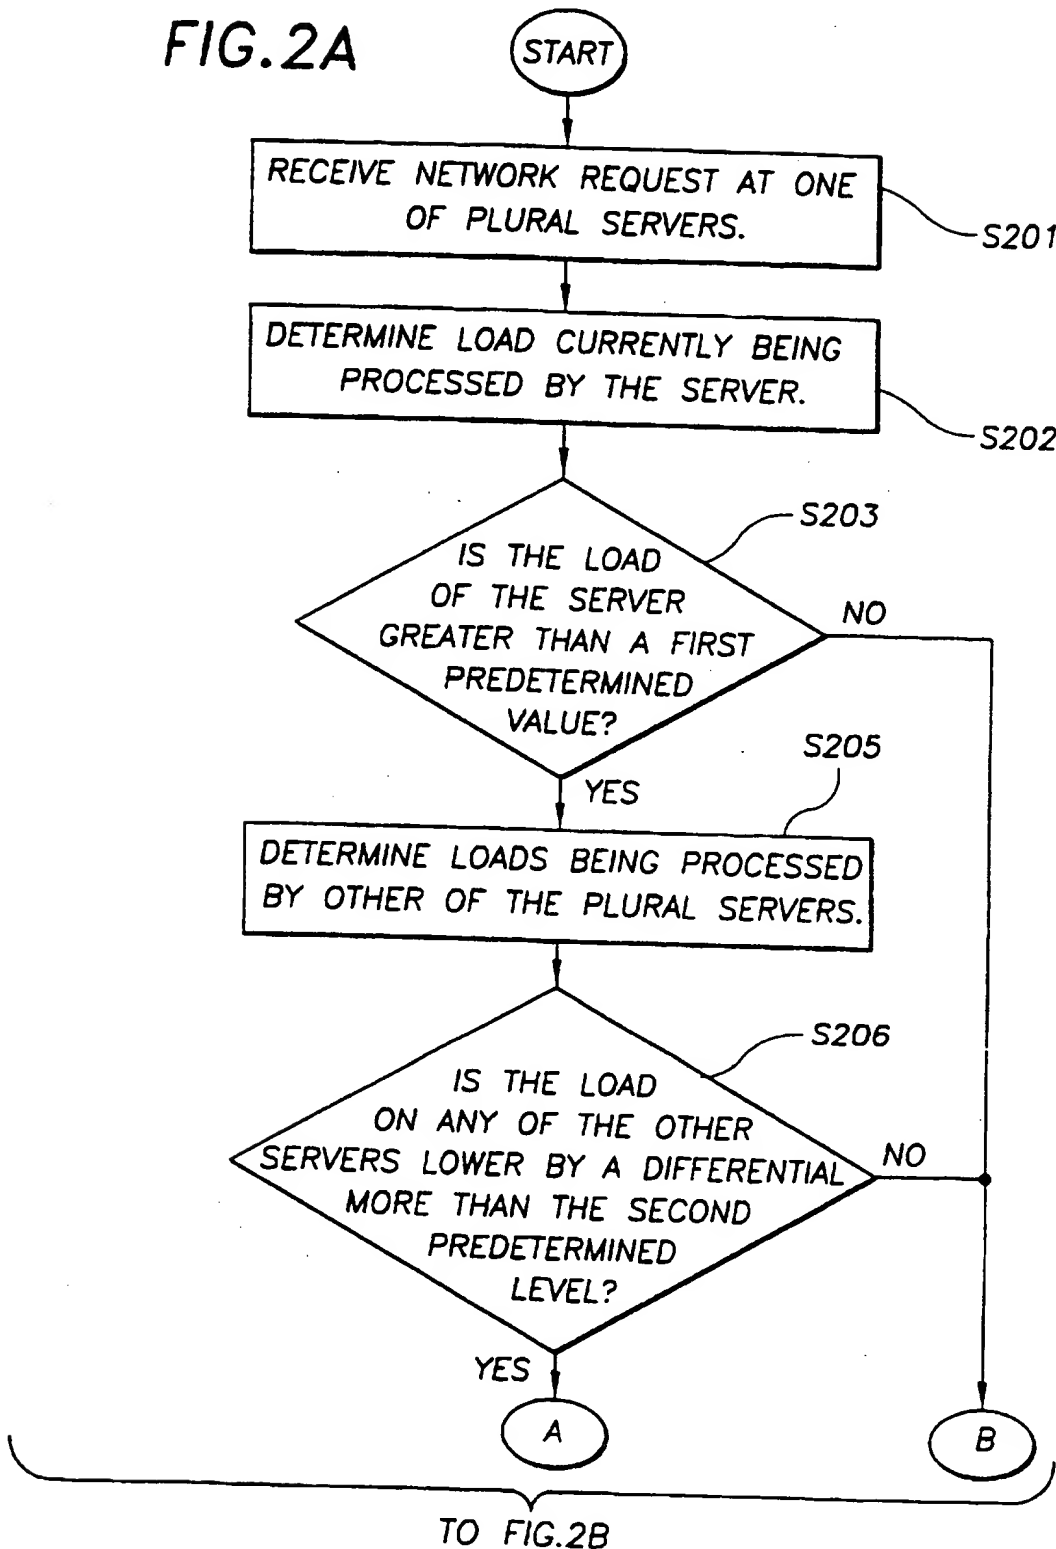 FIG.2A
START
RECEIVE NETWORK REQUEST AT ONE
OF PLURAL SERVERS.
S201
DETERMINE LOAD CURRENTLY BEING
PROCESSED BY THE SERVER.
S202
S203
IS THE LOAD
OF THE SERVER
GREATER THAN A FIRST
PREDETERMINED
VALUE?
NO
YES
S205
DETERMINE LOADS BEING PROCESSED
BY OTHER OF THE PLURAL SERVERS.
S206
IS THE LOAD
ON ANY OF THE OTHER
SERVERS LOWER BY A DIFFERENTIAL
MORE THAN THE SECOND
PREDETERMINED
LEVEL?
NO
YES
A
B
TO FIG.2B